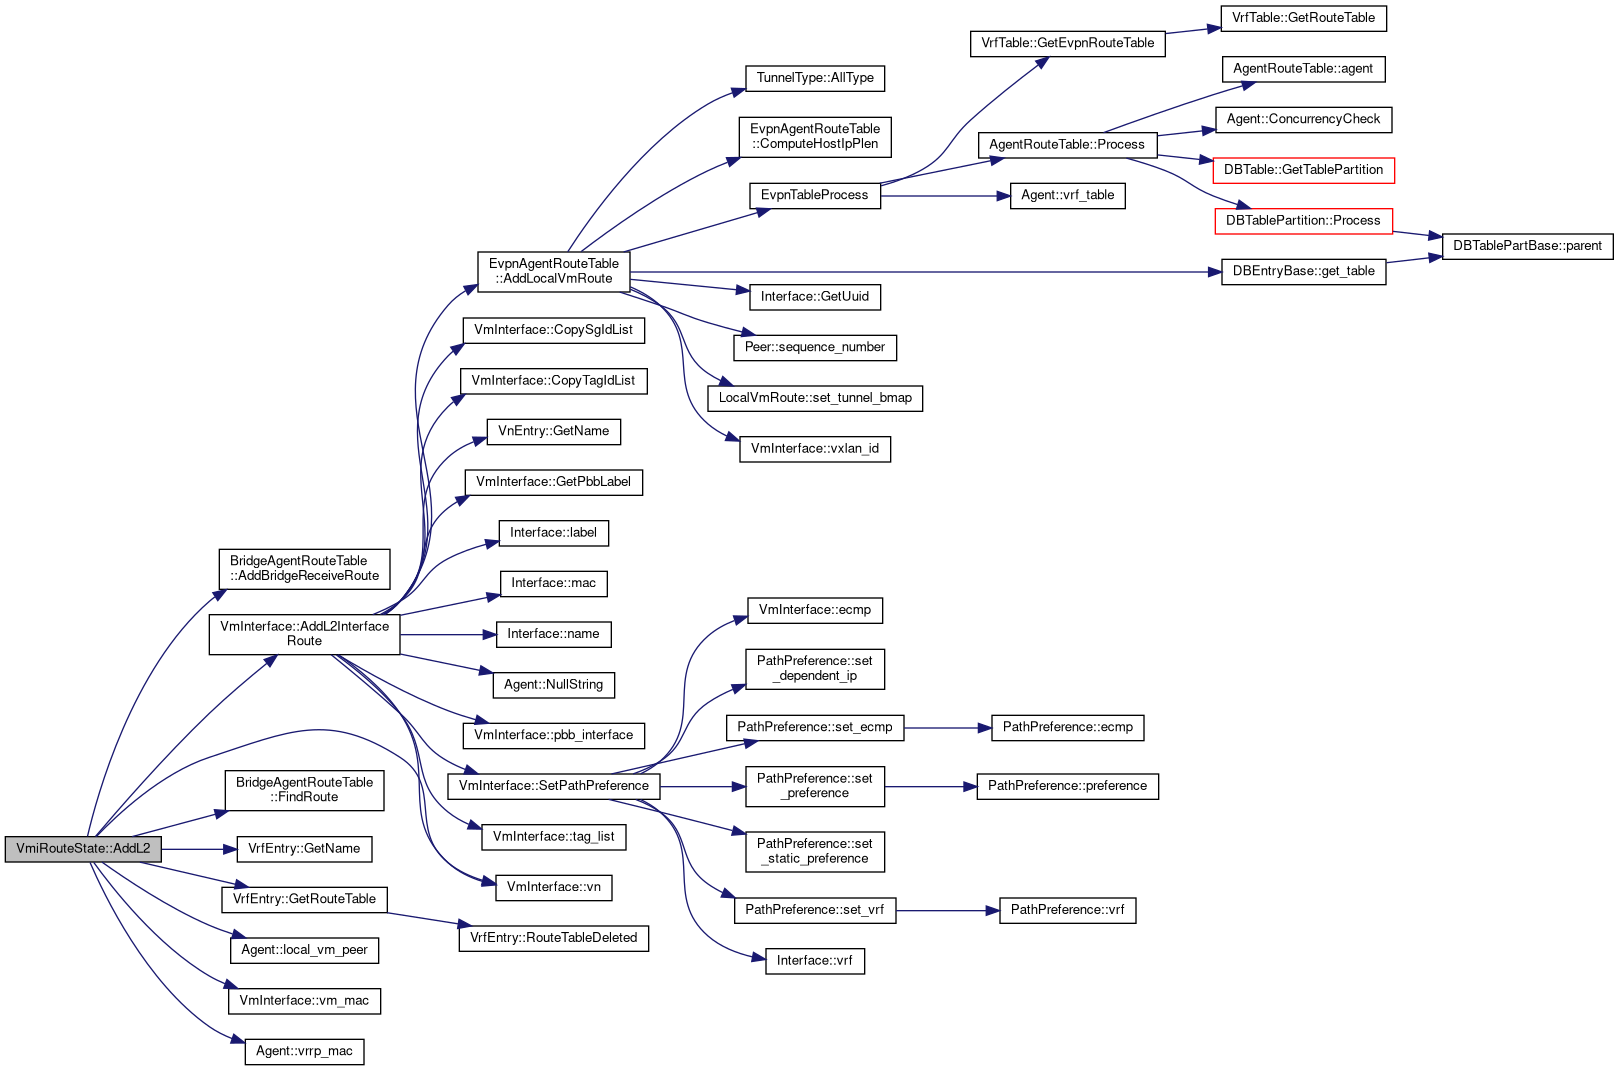 VmiRouteState::AddL2
BridgeAgentRouteTable
::AddBridgeReceiveRoute
VmInterface::AddL2Interface
Route
BridgeAgentRouteTable
::FindRoute
VrfEntry::GetName
VrfEntry::GetRouteTable
Agent::local_vm_peer
VmInterface::vm_mac
Agent::vrrp_mac
EvpnAgentRouteTable
::AddLocalVmRoute
VmInterface::CopySgIdList
VmInterface::CopyTagIdList
VnEntry::GetName
VmInterface::GetPbbLabel
Interface::label
Interface::mac
Interface::name
Agent::NullString
VmInterface::pbb_interface
VmInterface::SetPathPreference
VmInterface::tag_list
VmInterface::vn
VrfEntry::RouteTableDeleted
TunnelType::AllType
EvpnAgentRouteTable
::ComputeHostIpPlen
EvpnTableProcess
Interface::GetUuid
Peer::sequence_number
LocalVmRoute::set_tunnel_bmap
VmInterface::vxlan_id
VmInterface::ecmp
PathPreference::set
_dependent_ip
PathPreference::set_ecmp
PathPreference::set
_preference
PathPreference::set
_static_preference
PathPreference::set_vrf
Interface::vrf
VrfTable::GetEvpnRouteTable
AgentRouteTable::Process
Agent::vrf_table
PathPreference::ecmp
PathPreference::preference
PathPreference::vrf
VrfTable::GetRouteTable
AgentRouteTable::agent
Agent::ConcurrencyCheck
DBTable::GetTablePartition
DBTablePartition::Process
DBEntryBase::get_table
DBTablePartBase::parent